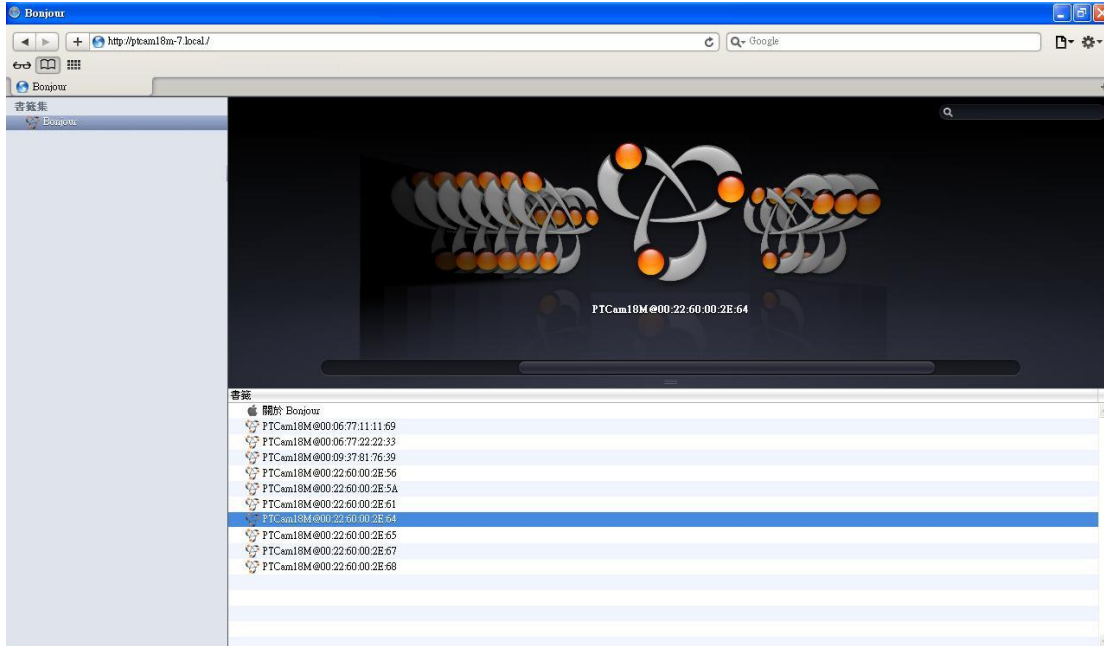 Bonjour
http://ptcam18m-7.local./
Google
Bonjour
書籤集
Bonjour
PTCam18M@00:22:60:00:2E:64
書籤
關於 Bonjour
PTCam18M@00:06:77:11:11:69
PTCam18M@00:06:77:22:22:33
PTCam18M@00:09:37:81:76:39
PTCam18M@00:22:60:00:2E:56
PTCam18M@00:22:60:00:2E:5A
PTCam18M@00:22:60:00:2E:61
PTCam18M@00:22:60:00:2E:64
PTCam18M@00:22:60:00:2E:65
PTCam18M@00:22:60:00:2E:67
PTCam18M@00:22:60:00:2E:68